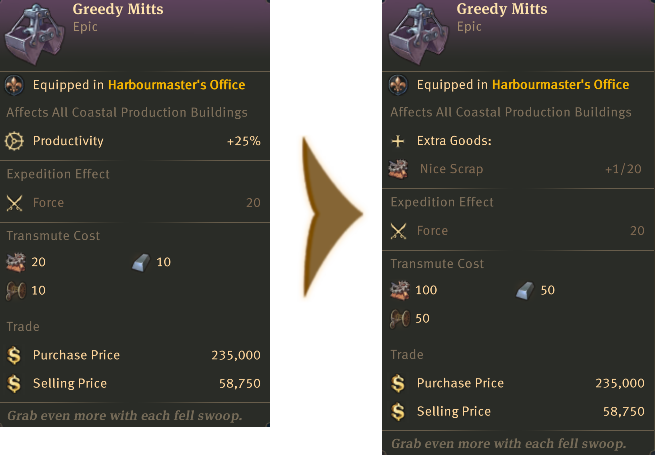 Greedy Mitts
Epic
Equipped in Harbourmaster's Office
Affects All Coastal Production Buildings
Productivity +25%
Expedition Effect
Force 20
Transmute Cost
20 10
10
Trade
Purchase Price 235,000
Selling Price 58,750
Grab even more with each fell swoop.
Greedy Mitts
Epic
Equipped in Harbourmaster's Office
Affects All Coastal Production Buildings
Extra Goods:
Nice Scrap +1/20
Expedition Effect
Force 20
Transmute Cost
100 50
50
Trade
Purchase Price 235,000
Selling Price 58,750
Grab even more with each fell swoop.